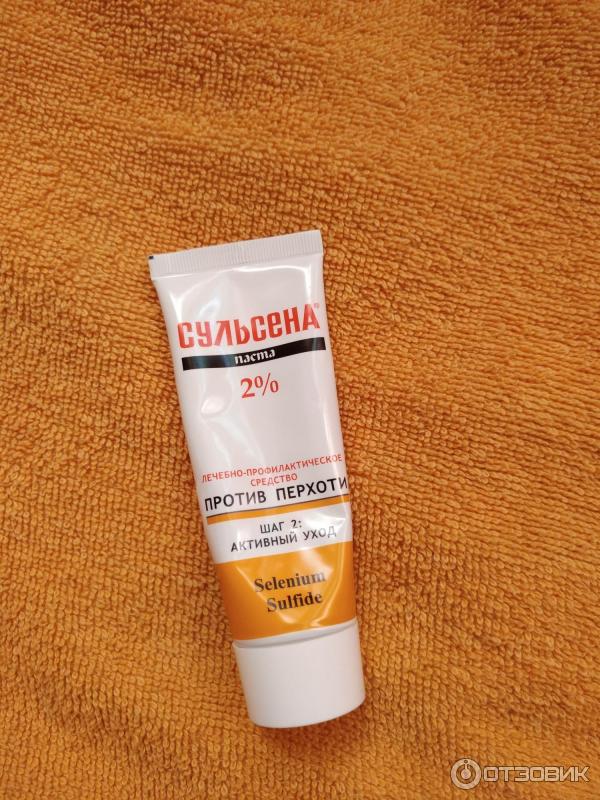 СУЛЬСЕНА®
паста
2%
ЛЕЧЕБНО-ПРОФИЛАКТИЧЕСКОЕ
СРЕДСТВО
ПРОТИВ ПЕРХОТИ
ШАГ 2:
АКТИВНЫЙ УХОД
Selenium
Sulfide
ОТЗОВИК